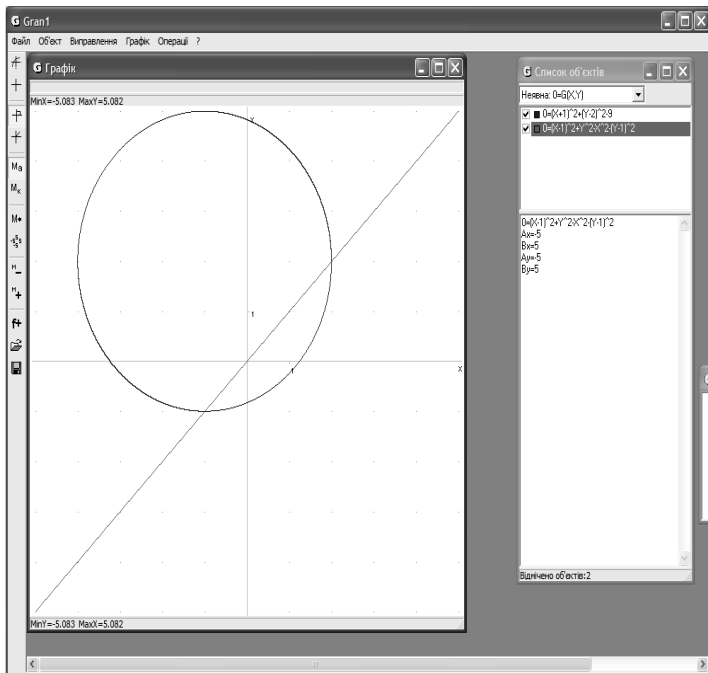 Gran1
Файл Об'єкт Виправлення Графік Операції ?
Графік
MinX=-5.083 MaxY=5.082
Y
1
1
X
MinY=-5.083 MaxX=5.082
Список об'єктів
Неявна: 0=G(X,Y)
0=(X+1)^2+(Y-2)^2-9
0=(X-1)^2+Y^2-X^2-(Y-1)^2
0=(X-1)^2+Y^2-X^2-(Y-1)^2
Ax=-5
Bx=5
Ay=-5
By=5
Відмічено об'єктів:2